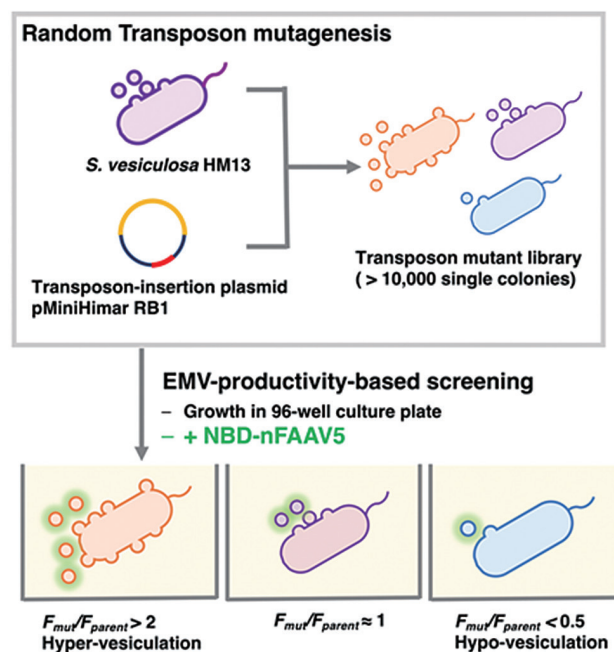 Random Transposon mutagenesis
S. vesiculosa HM13
Transposon-insertion plasmid
pMiniHimar RB1
Transposon mutant library
( > 10,000 single colonies)
EMV-productivity-based screening
– Growth in 96-well culture plate
– + NBD-nFAAV5
Fmut/Fparent > 2
Hyper-vesiculation
Fmut/Fparent ≈ 1
Fmut/Fparent < 0.5
Hypo-vesiculation